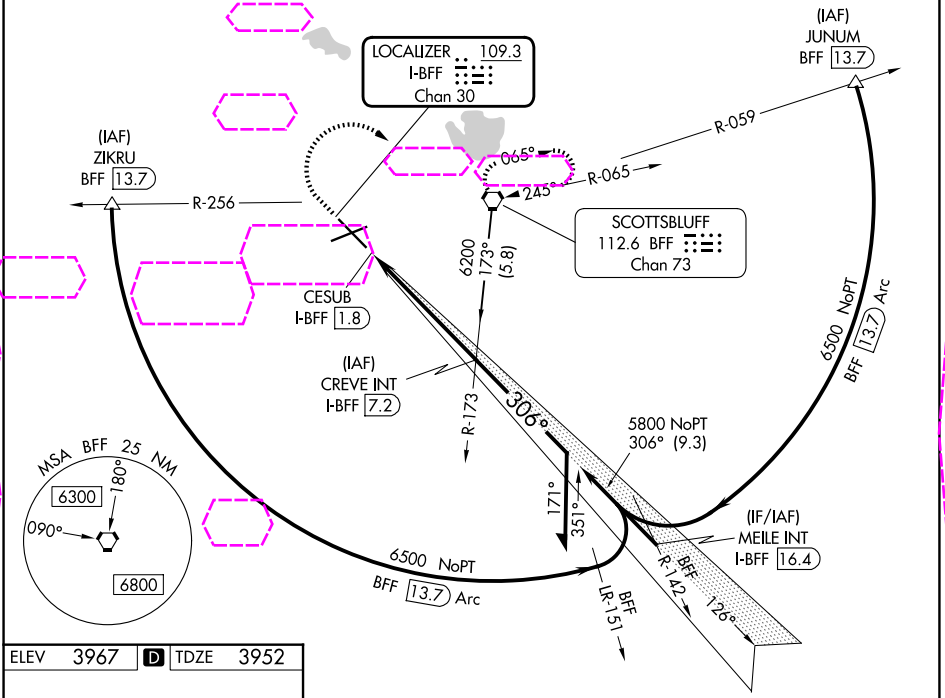 (IAF)
JUNUM
BFF 13.7
LOCALIZER 109.3
I-BFF
Chan 30
R-059
(IAF)
ZIKRU
BFF 13.7
065°
R-065
245°
R-256
SCOTTSBLUFF
112.6 BFF
Chan 73
6200
173°
(5.8)
CESUB
I-BFF 1.8
6500 NoPT
BFF 13.7 Arc
(IAF)
CREVE INT
I-BFF 7.2
306°
R-173
5800 NoPT
306° (9.3)
MSA BFF 25 NM
180°
6300
090°
6800
171°
351°
(IF/IAF)
MEILE INT
I-BFF 16.4
6500 NoPT
BFF 13.7 Arc
BFF
R-142
BFF
LR-151
126°
ELEV 3967 D TDZE 3952